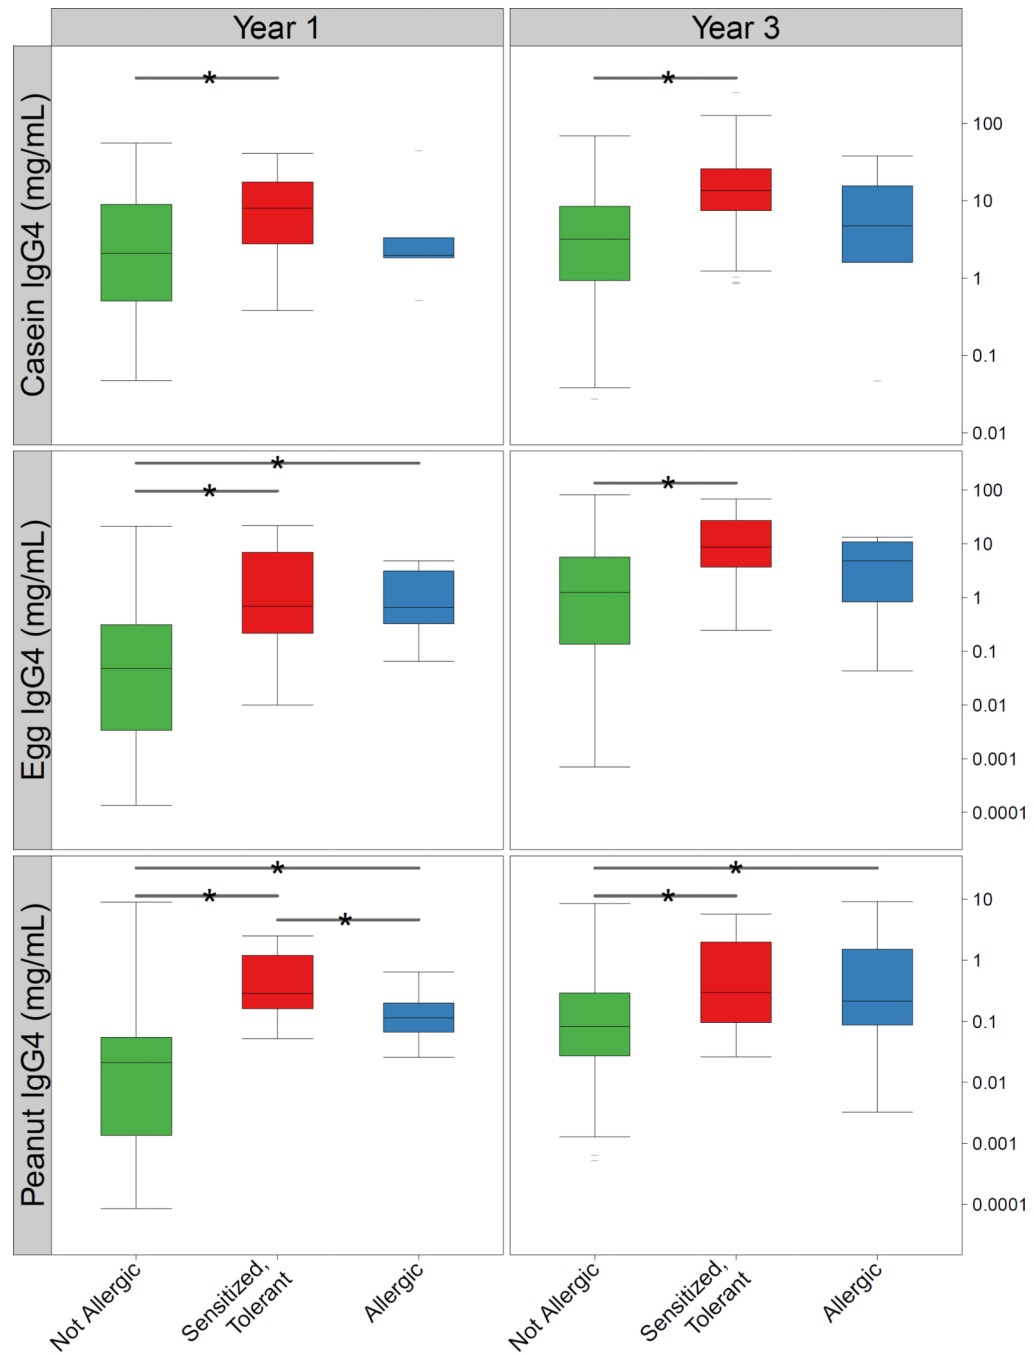 Year 1
Year 3
Casein IgG4 (mg/mL)
*
*
100
10
1
0.1
0.01
Egg IgG4 (mg/mL)
*
*
*
100
10
1
0.1
0.01
0.001
0.0001
Peanut IgG4 (mg/mL)
*
*
*
*
*
10
1
0.1
0.01
0.001
0.0001
Not Allergic
Sensitized,
Tolerant
Allergic
Not Allergic
Sensitized,
Tolerant
Allergic